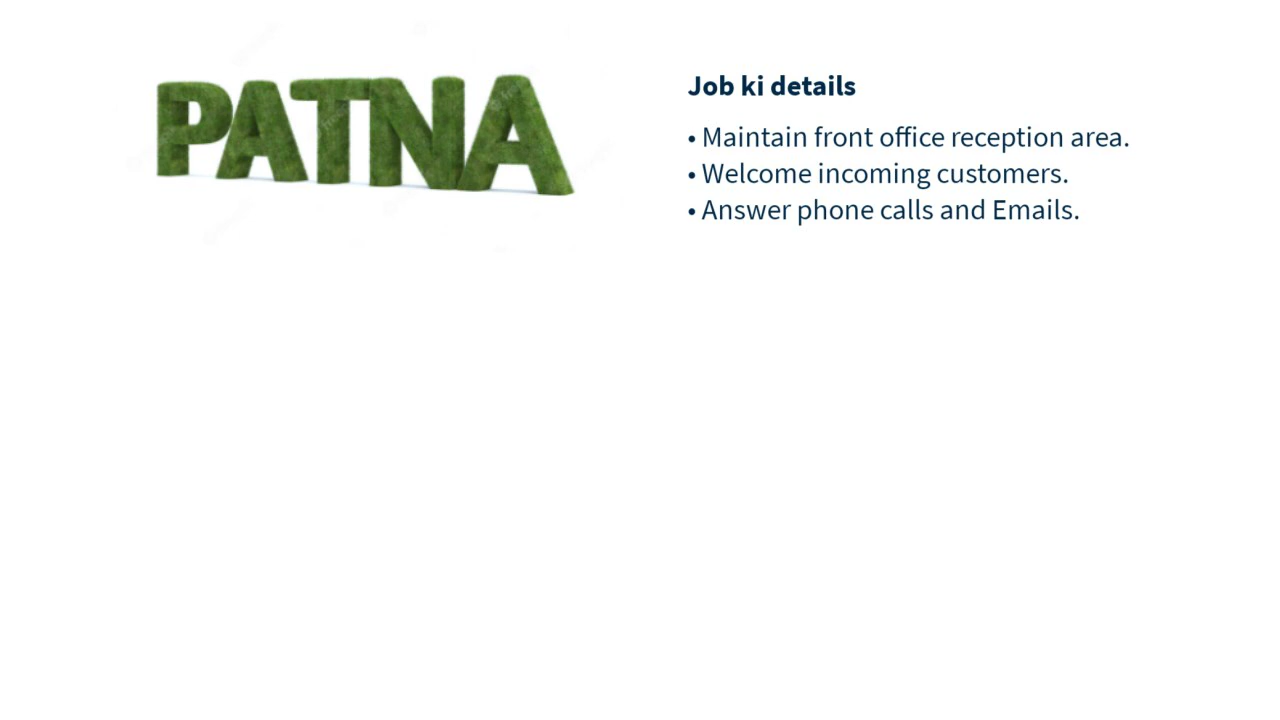 PATNA
Job ki details
• Maintain front office reception area.
• Welcome incoming customers.
• Answer phone calls and Emails.